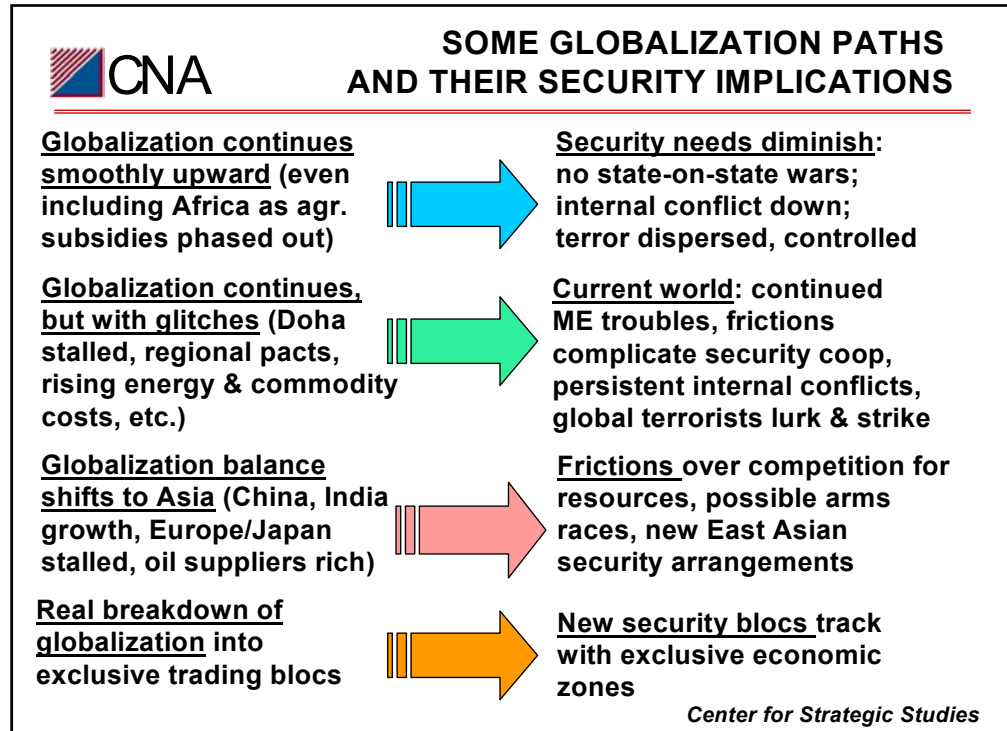 CNA
SOME GLOBALIZATION PATHS
AND THEIR SECURITY IMPLICATIONS
Globalization continues
smoothly upward (even
including Africa as agr.
subsidies phased out)
Security needs diminish:
no state-on-state wars;
internal conflict down;
terror dispersed, controlled
Globalization continues,
but with glitches (Doha
stalled, regional pacts,
rising energy & commodity
costs, etc.)
Current world: continued
ME troubles, frictions
complicate security coop,
persistent internal conflicts,
global terrorists lurk & strike
Globalization balance
shifts to Asia (China, India
growth, Europe/Japan
stalled, oil suppliers rich)
Frictions over competition for
resources, possible arms
races, new East Asian
security arrangements
Real breakdown of
globalization into
exclusive trading blocs
New security blocs track
with exclusive economic
zones
Center for Strategic Studies